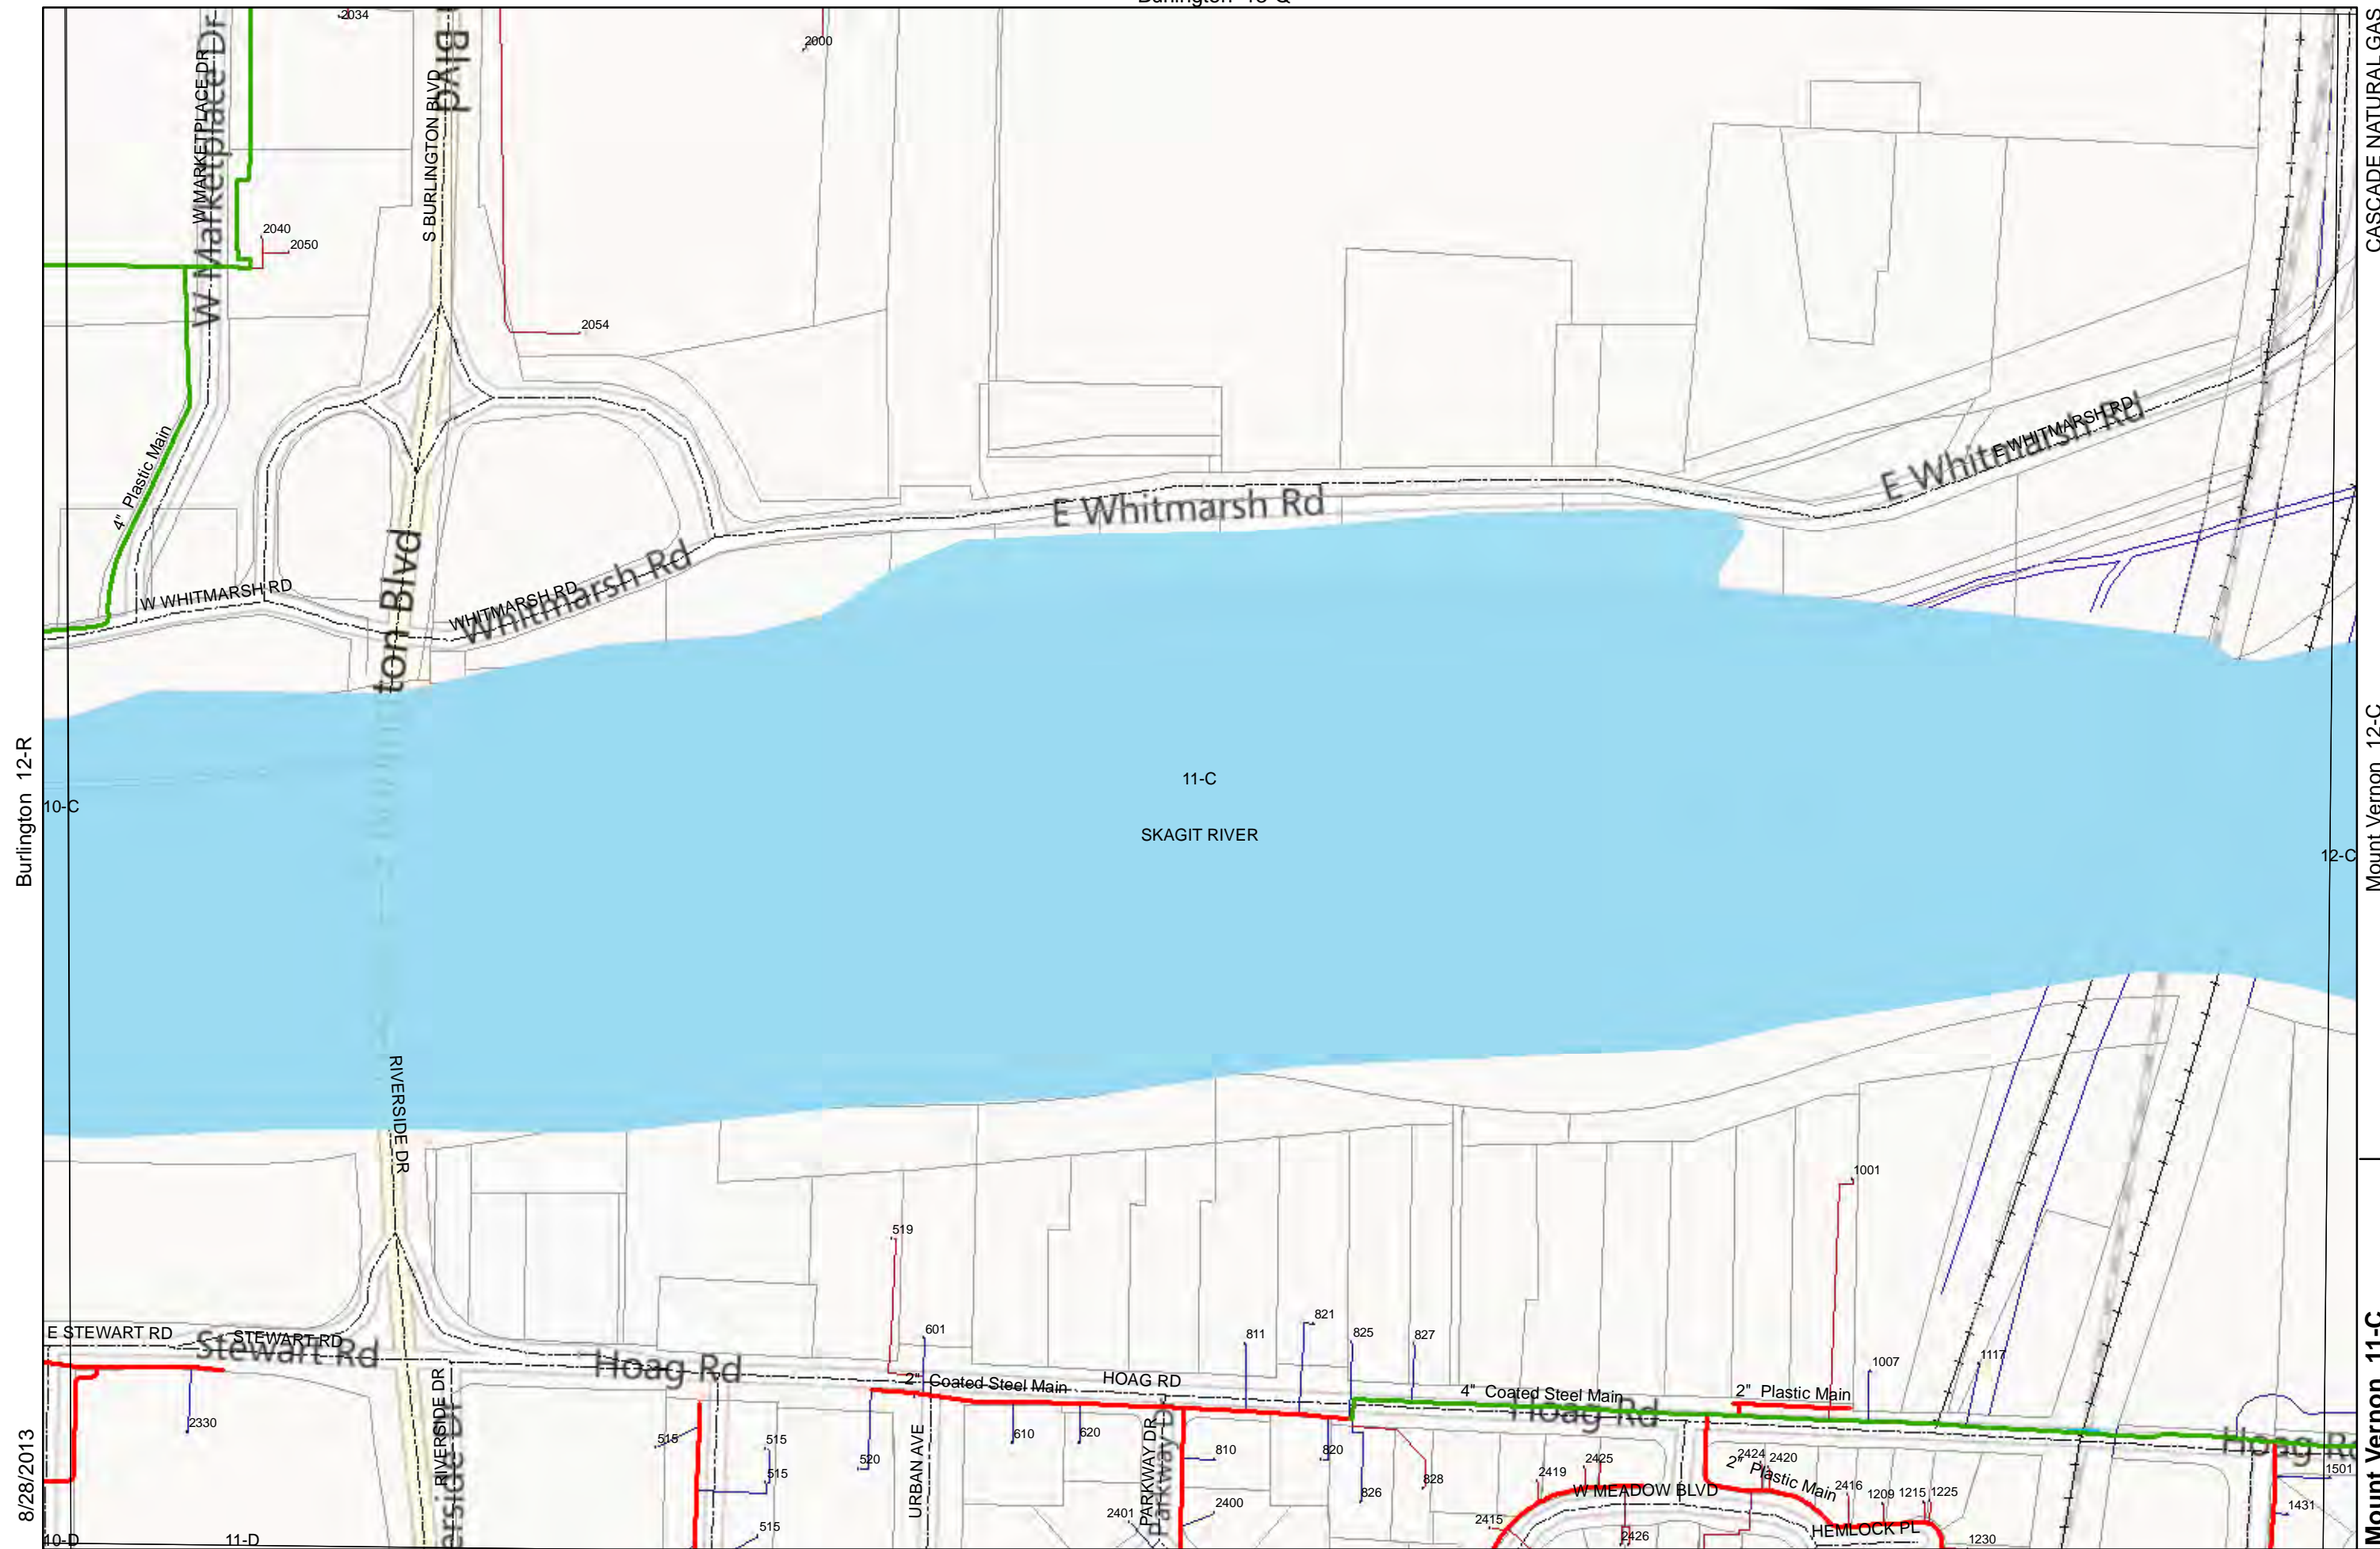 2034
2000
Blvd
W Marketplace Dr
W MARKETPLACE DR
S BURLINGTON BLVD
CASCADE NATURAL GAS
2040
2050
2054
4" Plastic Main
E Whitmarsh Rd
E WHITMARSH RD
E Whitmarsh Rd
W WHITMARSH RD
WHITMARSH RD
Whitmarsh Rd
ton Blvd
Burlington 12-R
10-C
11-C
SKAGIT RIVER
12-C
Mount Vernon 12-C
RIVERSIDE DR
1001
519
601
811
821
825
827
E STEWART RD
STEWART RD
Stewart Rd
Hoag Rd
2" Coated Steel Main
HOAG RD
4" Coated Steel Main
Hoag Rd
2" Plastic Main
1007
1117
Hoag Rd
2330
RIVERSIDE DR
erside Dr
515
515
515
515
520
URBAN AVE
610
620
PARKWAY DR
Parkway Dr
810
820
826
828
2401
2400
2419
2425
2424
2420
2" Plastic Main
W MEADOW BLVD
2415
2426
2416
1209
1215
1225
HEMLOCK PL
1230
1501
1431
8/28/2013
10-D
11-D
Mount Vernon 11-C